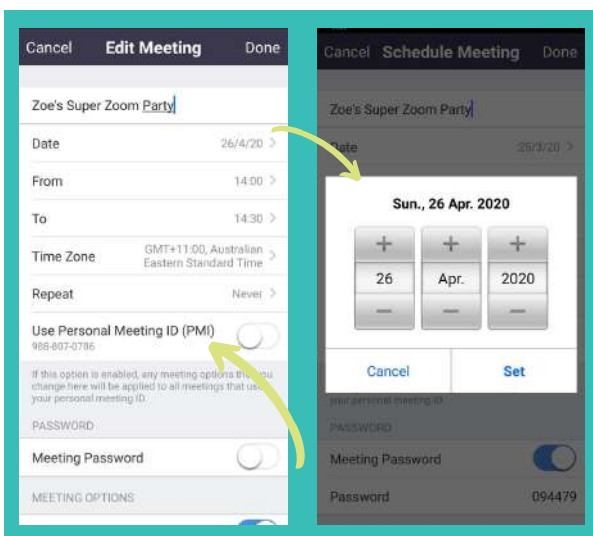 Cancel Edit Meeting Done
Zoe's Super Zoom Party
Date 26/4/20 >
From 14:00 >
To 14:30 >
Time Zone GMT+11:00, Australian Eastern Standard Time >
Repeat Never >
Use Personal Meeting ID (PMI)
988-807-0786
If this option is enabled, any meeting options that you
change here will be applied to all meetings that use
your personal meeting ID
PASSWORD
Meeting Password
MEETING OPTIONS
Cancel Schedule Meeting Done
Zoe's Super Zoom Party
Date 25/3/20 >
Sun., 26 Apr. 2020
+ + +
26 Apr. 2020
− − −
Cancel Set
your personal meeting ID
PASSWORD
Meeting Password
Password 094479